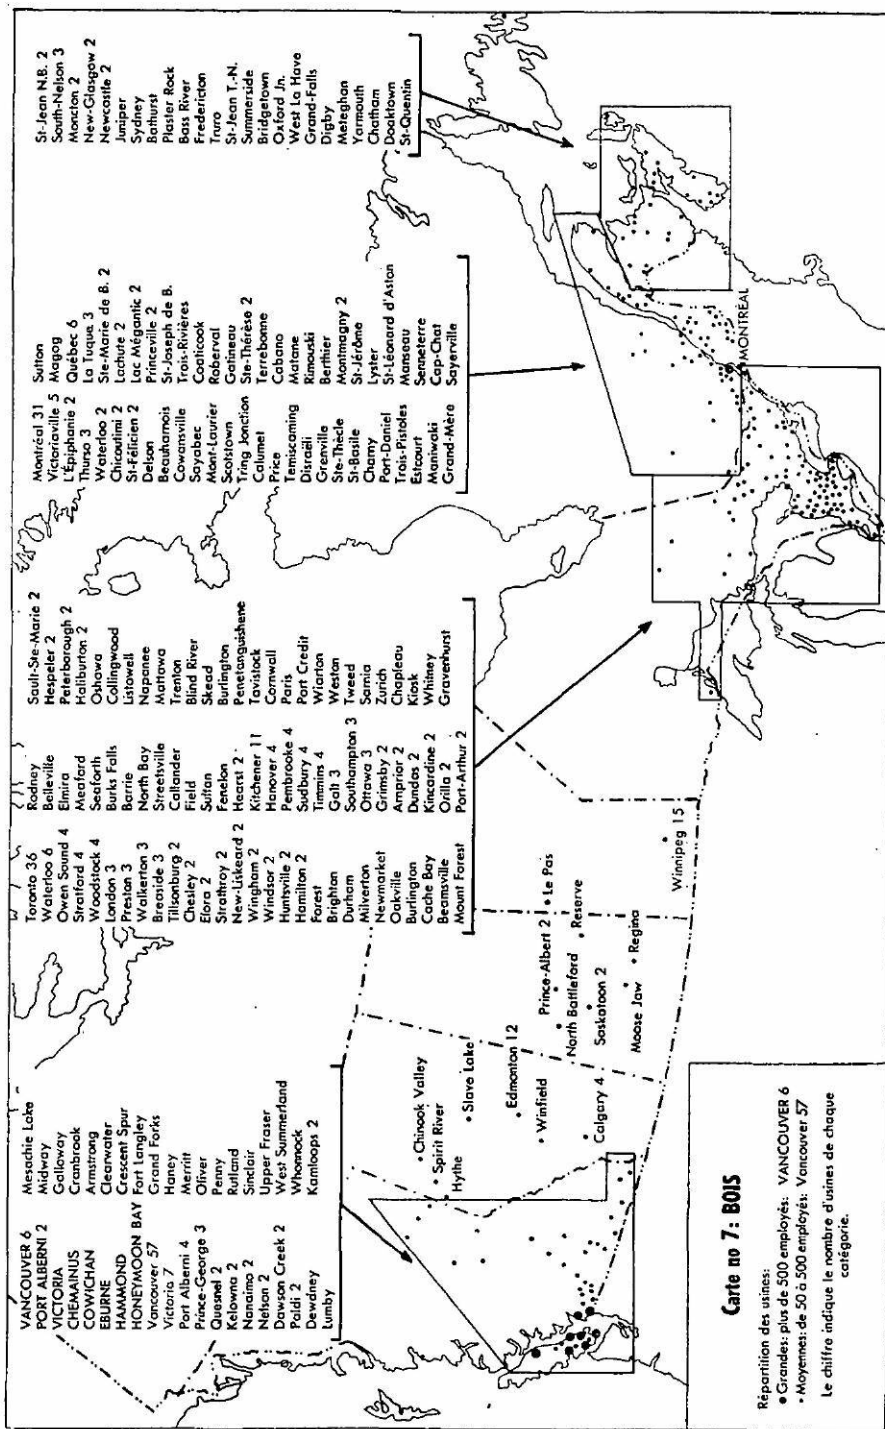 VANCOUVER 6
PORT ALBERNI 2
VICTORIA
CHEMAINUS
COWICHAN
EBURNE
HAMMOND
HONEYMOON BAY
Vancouver 57
Victoria 7
Port Alberni 4
Prince-George 3
Quesnel 2
Kelowna 2
Nanaimo 2
Nelson 2
Dawson Creek 2
Paldi 2
Dewdney
Lumby
Mesachie Lake
Midway
Galloway
Cranbrook
Armstrong
Clearwater
Crescent Spur
Fort Langley
Grand Forks
Haney
Merritt
Oliver
Penny
Rutland
Sinclair
Upper Fraser
West Summerland
Whonnock
Kamloops 2
Toronto 36
Waterloo 6
Owen Sound 4
Stratford 4
Woodstock 4
London 3
Preston 3
Walkerton 3
Breaside 3
Tillsonburg 2
Chesley 2
Elora 2
Strathroy 2
New-Liskeard 2
Wingham 2
Windsor 2
Huntsville 2
Hamilton 2
Forest
Brighton
Durham
Milverton
Newmarket
Oakville
Burlington
Cache Bay
Beamsville
Mount Forest
Rodney
Belleville
Elmira
Meaford
Seaforth
Burks Falls
Barrie
North Bay
Streetsville
Callander
Field
Sultan
Fenelon
Hearst 2
Kitchener 11
Hanover 4
Pembrooke 4
Sudbury 4
Timmins 4
Galt 3
Southampton 3
Ottawa 3
Grimsby 2
Arnprior 2
Dundas 2
Kincardine 2
Orilla 2
Port-Arthur 2
Sault-Ste-Marie 2
Hespeler 2
Peterborough 2
Haliburton 2
Oshawa
Collingwood
Listowell
Napanee
Mattawa
Trenton
Blind River
Skead
Burlington
Penetanguishene
Tavistock
Cornwall
Paris
Port Credit
Wiarton
Weston
Tweed
Sarnia
Zurich
Chapleau
Kiosk
Whitney
Gravenhurst
Montréal 31
Victoriaville 5
L'Épiphanie 2
Thurso 3
Waterloo 2
Chicoutimi 2
St-Félicien 2
Delson
Beauharnois
Cowansville
Sayabec
Mont-Laurier
Scotstown
Tring Jonction
Calumet
Price
Temiscaming
Disraëli
Grenville
Ste-Thècle
St-Basile
Charny
Port-Daniel
Trois-Pistoles
Estcourt
Maniwaki
Grand-Mère
Sutton
Magog
Québec 6
La Tuque 3
Ste-Marie de B. 2
Lachute 2
Lac Mégantic 2
Princeville 2
St-Joseph de B.
Trois-Rivières
Coaticook
Roberval
Gatineau
Ste-Thérèse 2
Terrebonne
Cabano
Matane
Rimouski
Berthier
Montmagny 2
St-Jérôme
Lyster
St-Léonard d'Aston
Manseau
Senneterre
Cap-Chat
Sayerville
St-Jean N.B. 2
South-Nelson 3
Moncton 2
New-Glasgow 2
Newcastle 2
Juniper
Sydney
Bathurst
Plaster Rock
Bass River
Fredericton
Truro
St-Jean T.-N.
Summerside
Bridgetown
Oxford Jn.
West La Have
Grand-Falls
Digby
Meteghan
Yarmouth
Chatham
Dooktown
St-Quentin
Chinook Valley
Spirit River
Hythe
Slave Lake
Edmonton 12
Winfield
Calgary 4
Prince-Albert 2
Le Pas
North Battleford
Reserve
Saskatoon 2
Moose Jaw
Regina
Winnipeg 15
MONTRÉAL
Carte no 7: BOIS
Répartition des usines:
• Grandes: plus de 500 employés: VANCOUVER 6
• Moyennes: de 50 à 500 employés: Vancouver 57
Le chiffre indique le nombre d'usines de chaque
catégorie.